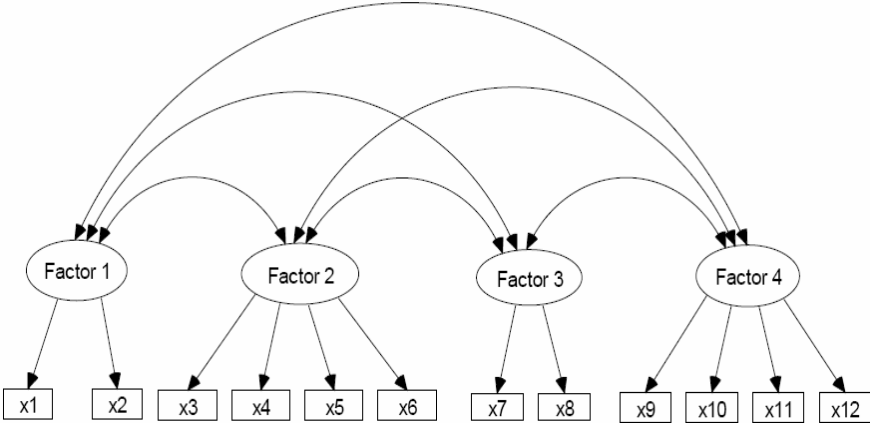 Factor 1
Factor 2
Factor 3
Factor 4
x1
x2
x3
x4
x5
x6
x7
x8
x9
x10
x11
x12